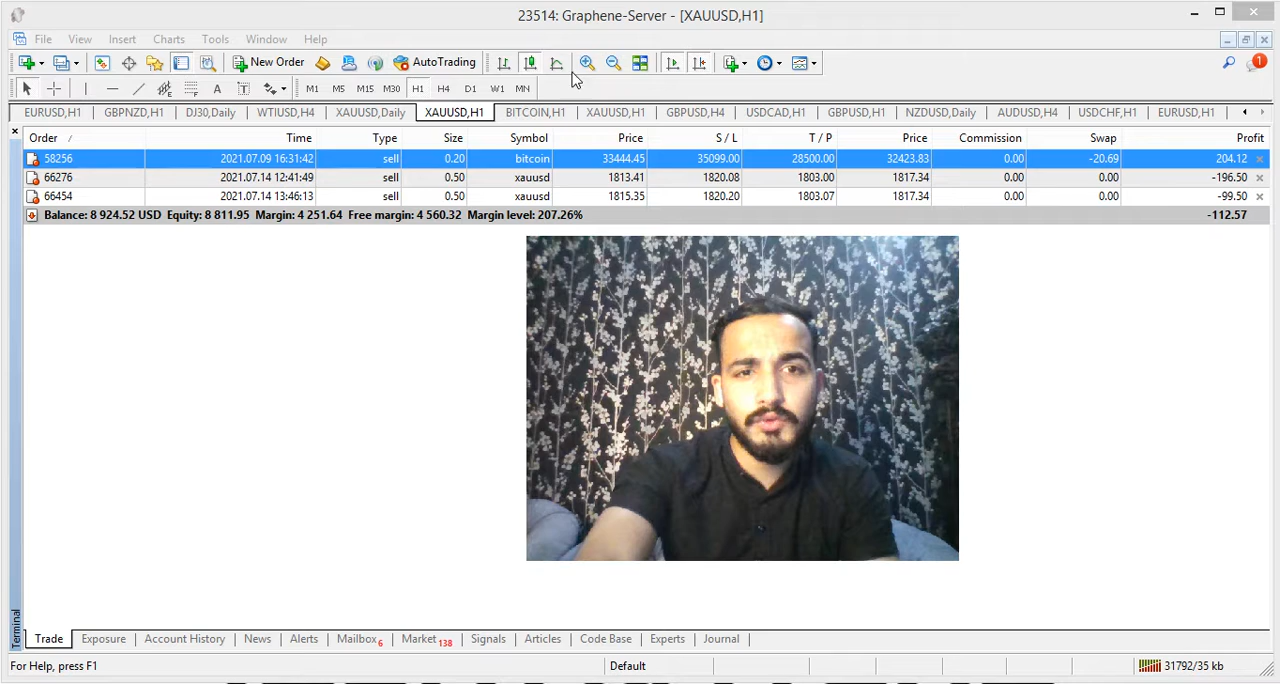 23514: Graphene-Server - [XAUUSD,H1]
File View Insert Charts Tools Window Help
New Order AutoTrading
1
A T M1 M5 M15 M30 H1 H4 D1 W1 MN
EURUSD,H1 GBPNZD,H1 DJ30,Daily WTIUSD,H4 XAUUSD,Daily XAUUSD,H1 BITCOIN,H1 XAUUSD,H1 GBPUSD,H4 USDCAD,H1 GBPUSD,H1 NZDUSD,Daily AUDUSD,H4 USDCHF,H1 EURUSD,H1
Order / Time Type Size Symbol Price S / L T / P Price Commission Swap Profit
58256 2021.07.09 16:31:42 sell 0.20 bitcoin 33444.45 35099.00 28500.00 32423.83 0.00 -20.69 204.12
66276 2021.07.14 12:41:49 sell 0.50 xauusd 1813.41 1820.08 1803.00 1817.34 0.00 0.00 -196.50
66454 2021.07.14 13:46:13 sell 0.50 xauusd 1815.35 1820.20 1803.07 1817.34 0.00 0.00 -99.50
Balance: 8 924.52 USD Equity: 8 811.95 Margin: 4 251.64 Free margin: 4 560.32 Margin level: 207.26% -112.57
Terminal
Trade Exposure Account History News Alerts Mailbox 6 Market 138 Signals Articles Code Base Experts Journal
For Help, press F1 Default 31792/35 kb